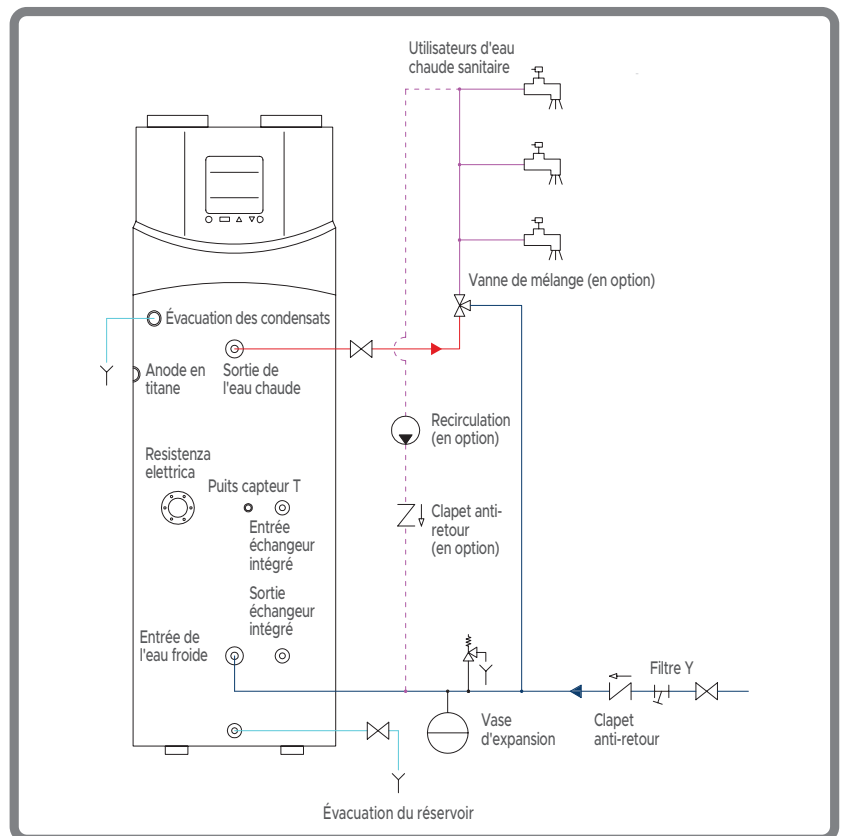 Utilisateurs d'eau
chaude sanitaire
Vanne de mélange (en option)
Évacuation des condensats
Anode en
titane
Sortie de
l'eau chaude
Recirculation
(en option)
Resistenza
elettrica
Puits capteur T
Clapet anti-
retour
(en option)
Entrée
échangeur
intégré
Sortie
échangeur
intégré
Entrée de
l'eau froide
Filtre Y
Vase
d'expansion
Clapet
anti-retour
Évacuation du réservoir